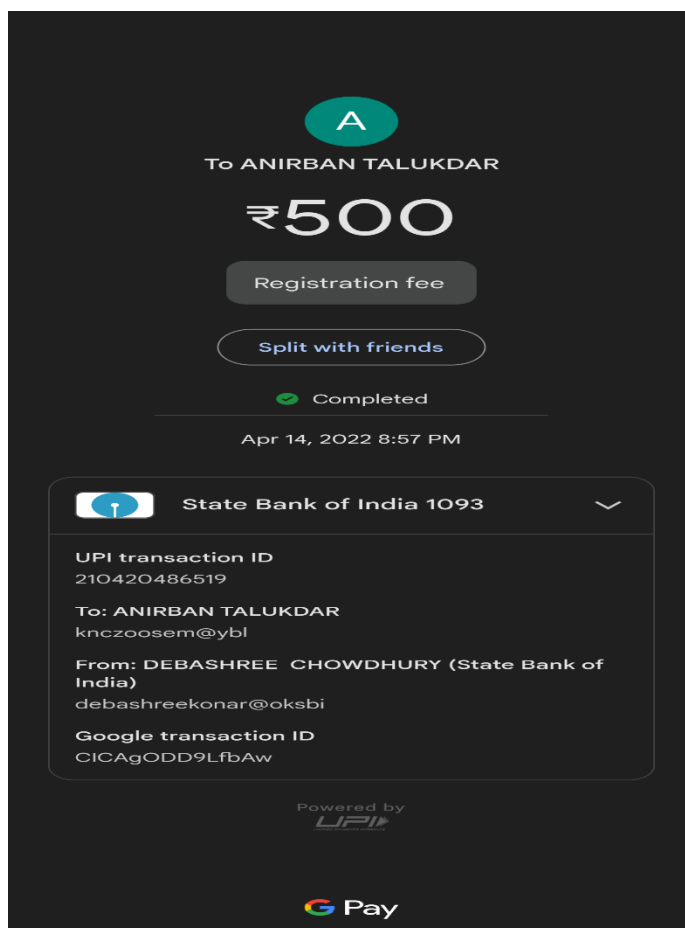 A
To ANIRBAN TALUKDAR
₹500
Registration fee
Split with friends
Completed
Apr 14, 2022 8:57 PM
State Bank of India 1093
UPI transaction ID
210420486519
To: ANIRBAN TALUKDAR
knczoosem@ybl
From: DEBASHREE CHOWDHURY (State Bank of
India)
debashreekonar@oksbi
Google transaction ID
CICAgODD9LfbAw
Powered by
UPI
G Pay